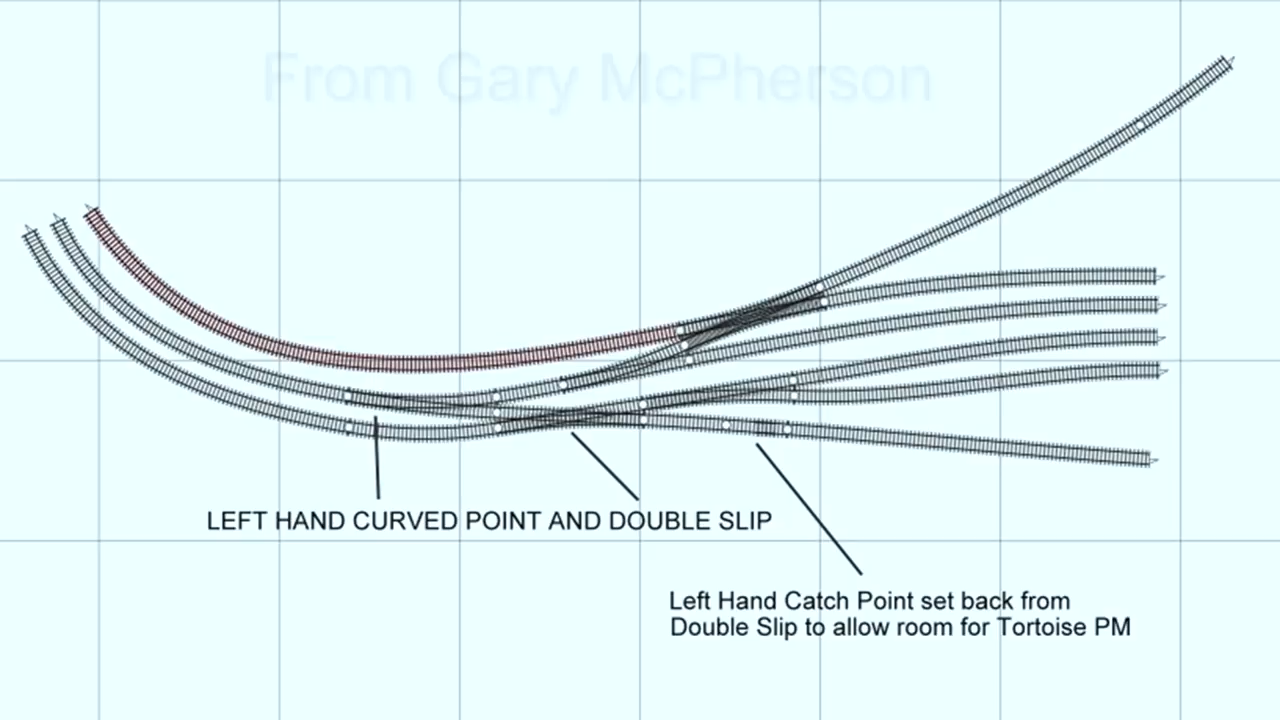 From Gary McPherson
LEFT HAND CURVED POINT AND DOUBLE SLIP
Left Hand Catch Point set back from
Double Slip to allow room for Tortoise PM